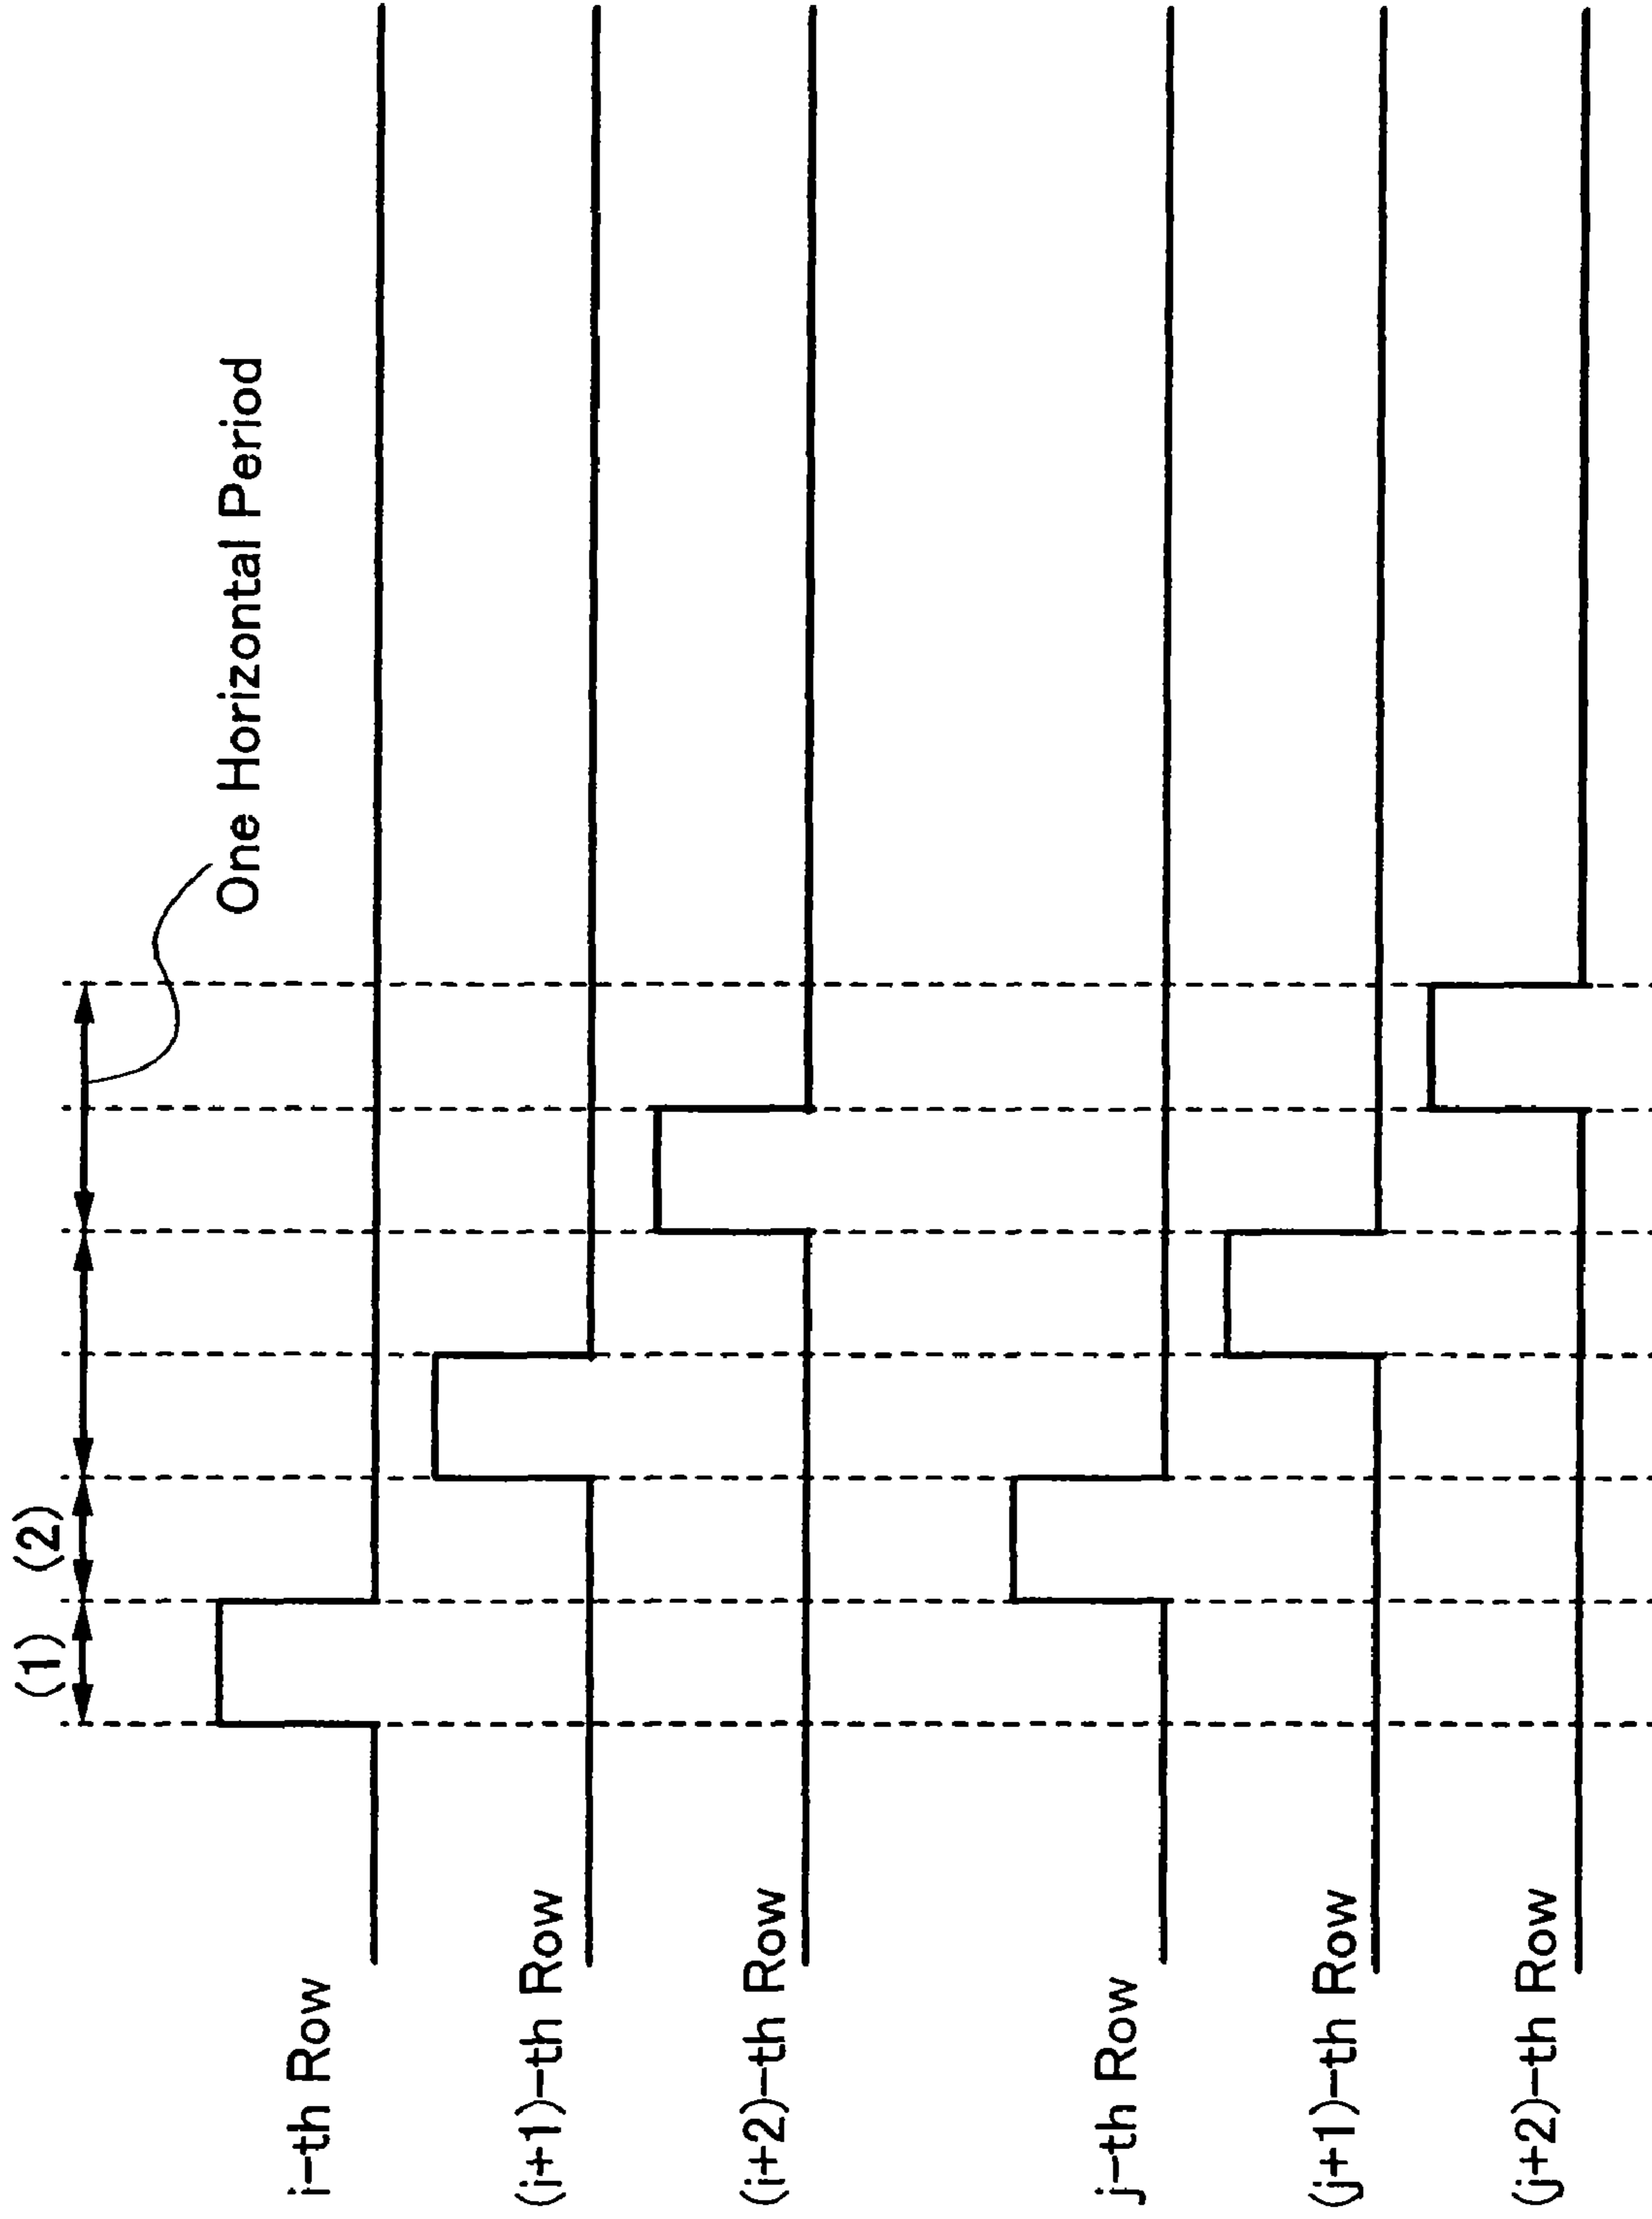 (1) (2)
One Horizontal Period
i-th Row
(i+1)-th Row
(i+2)-th Row
j-th Row
(j+1)-th Row
(j+2)-th Row